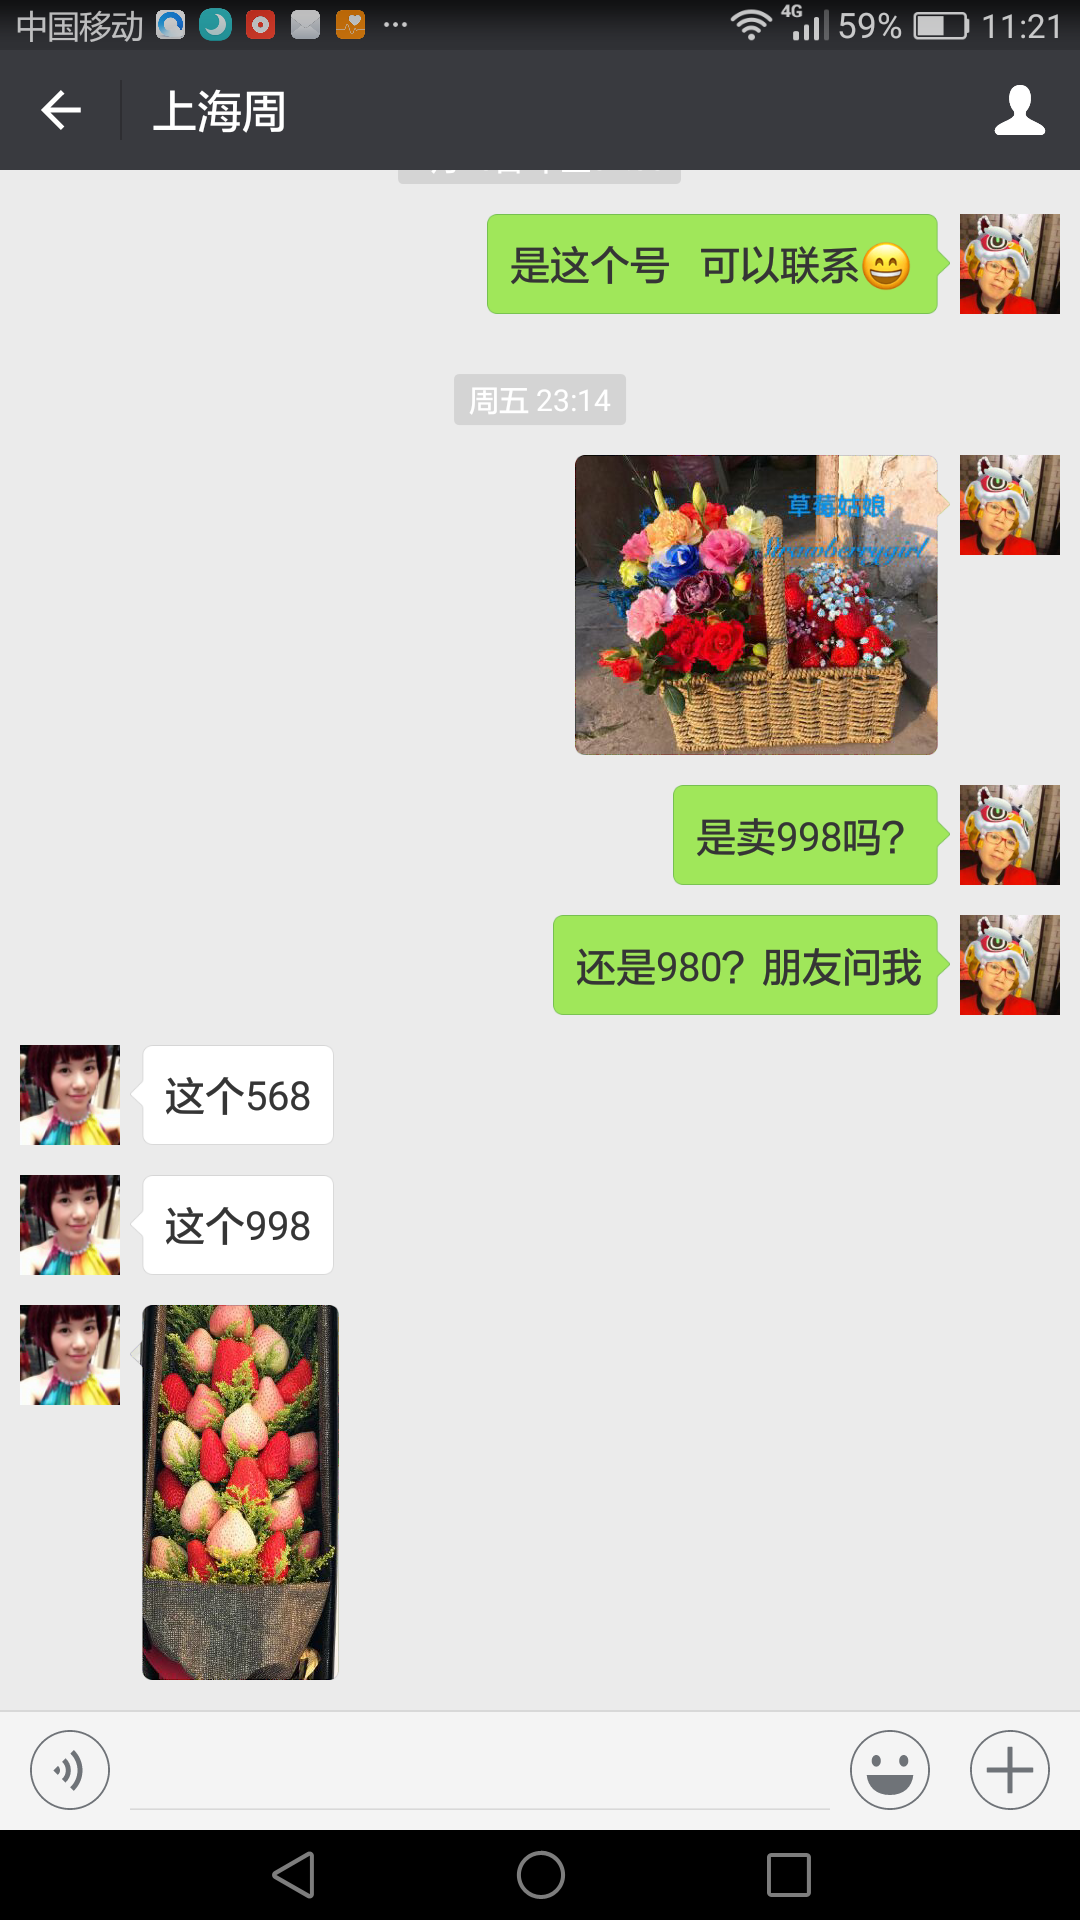 中国移动 4G 59% 11:21
上海周
是这个号 可以联系😄
周五 23:14
草莓姑娘
Strawberrygirl
是卖998吗?
还是980? 朋友问我
这个568
这个998